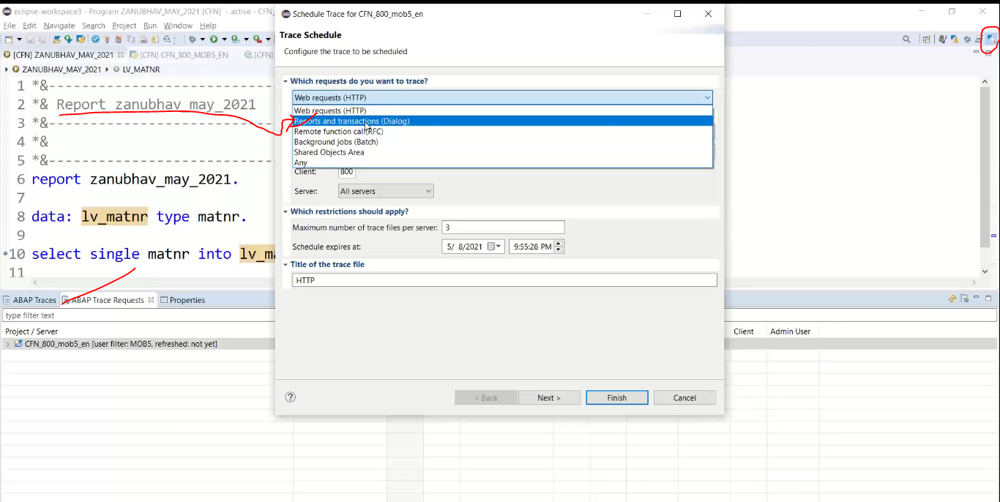 eclipse-workspace3 - Program ZANUBHAV_MAY_2021 [CFN] - active - CFN_
File Edit Navigate Search Project Run Window Help
[CFN] ZANUBHAV_MAY_2021 [CFN] CFN_800_MOB5_EN [CFN]
ZANUBHAV_MAY_2021 LV_MATNR
1 *&---------------------
2 *& Report zanubhav_may_2021
3 *&---------------------
4 *&
5 *&---------------------
6 report zanubhav_may_2021.
7
8 data: lv_matnr type matnr.
9
10 select single matnr into lv_ma
11
Schedule Trace for CFN_800_mob5_en
Trace Schedule
Configure the trace to be scheduled
Which requests do you want to trace?
Web requests (HTTP)
Web requests (HTTP)
Reports and transactions (Dialog)
Remote function call(RFC)
Background jobs (Batch)
Shared Objects Area
Any
Client: 800
Server: All servers
Which restrictions should apply?
Maximum number of trace files per server: 3
Schedule expires at: 5/ 8/2021 9:55:28 PM
Title of the trace file
HTTP
< Back Next > Finish Cancel
ABAP Traces ABAP Trace Requests Properties
type filter text
Project / Server Client Admin User
CFN_800_mob5_en [user filter: MOB5, refreshed: not yet]